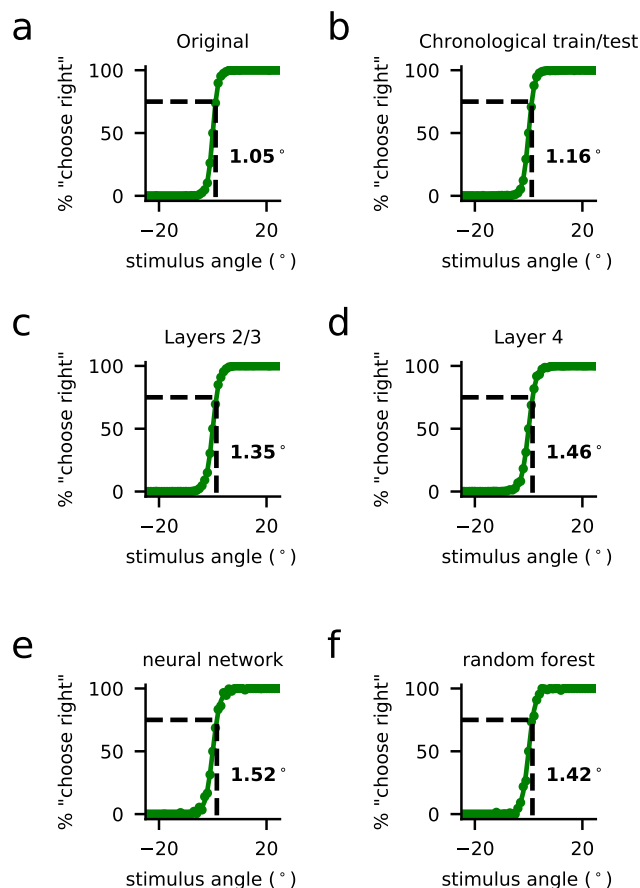 a
Original
% "choose right"
100
50
0
1.05°
−20
20
stimulus angle (°)
b
Chronological train/test
% "choose right"
100
50
0
1.16°
−20
20
stimulus angle (°)
c
Layers 2/3
% "choose right"
100
50
0
1.35°
−20
20
stimulus angle (°)
d
Layer 4
% "choose right"
100
50
0
1.46°
−20
20
stimulus angle (°)
e
neural network
% "choose right"
100
50
0
1.52°
−20
20
stimulus angle (°)
f
random forest
% "choose right"
100
50
0
1.42°
−20
20
stimulus angle (°)